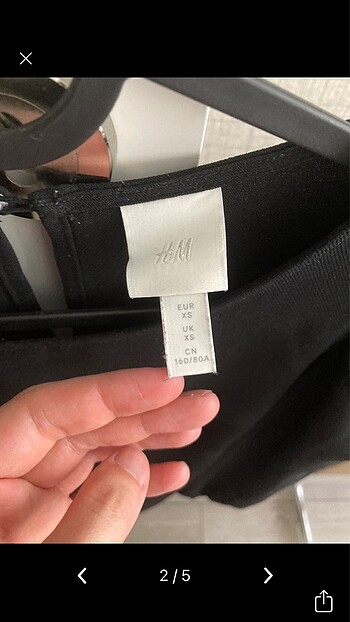 H&M
EUR
XS
UK
XS
CN
160/80A
2/5